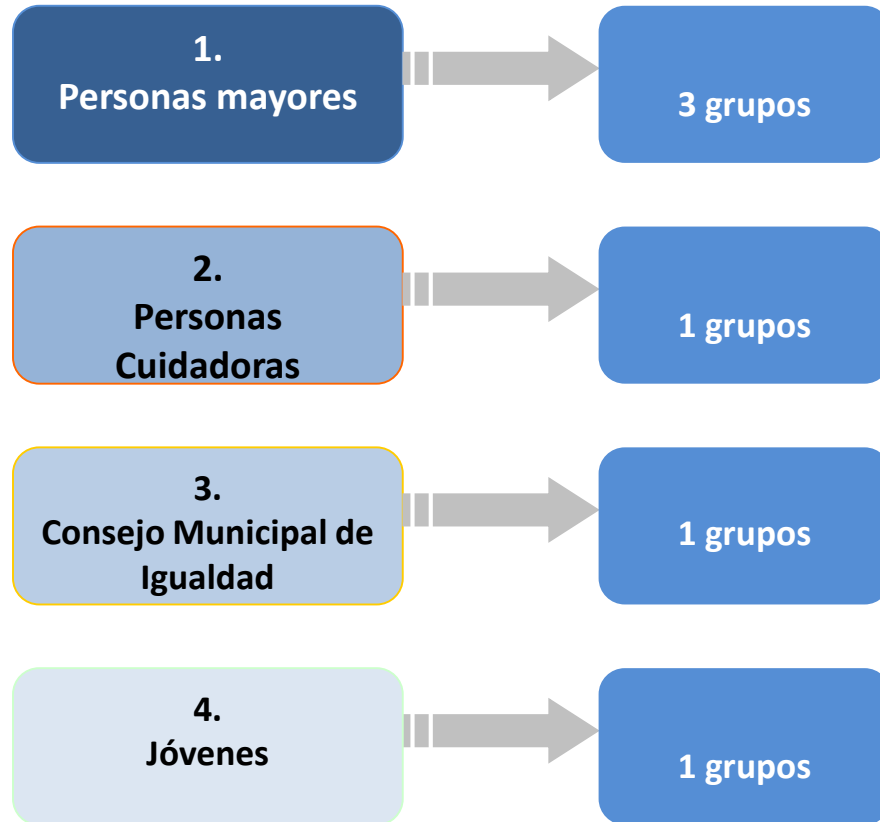 1.
Personas mayores
3 grupos
2.
Personas
Cuidadoras
1 grupos
3.
Consejo Municipal de
Igualdad
1 grupos
4.
Jóvenes
1 grupos